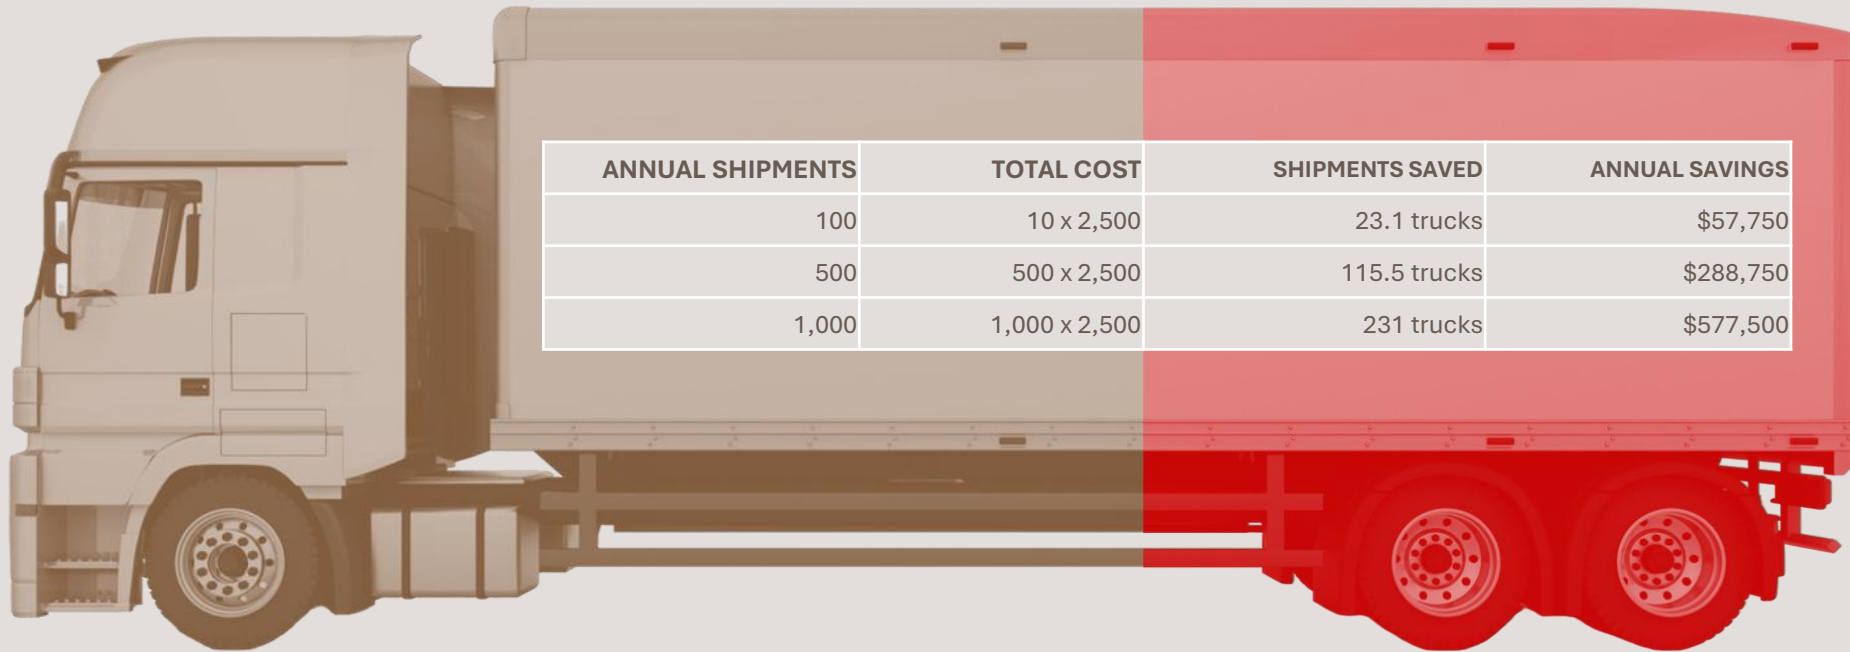 ANNUAL SHIPMENTS TOTAL COST SHIPMENTS SAVED ANNUAL SAVINGS
100 10 x 2,500 23.1 trucks $57,750
500 500 x 2,500 115.5 trucks $288,750
1,000 1,000 x 2,500 231 trucks $577,500